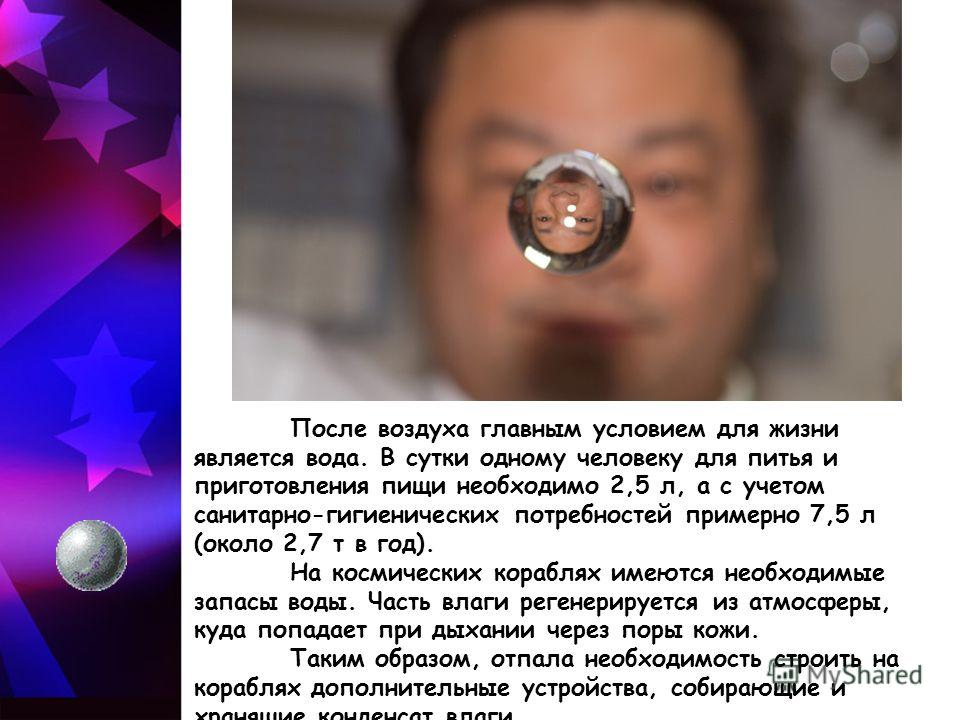 После воздуха главным условием для жизни
является вода. В сутки одному человеку для питья и
приготовления пищи необходимо 2,5 л, а с учетом
санитарно-гигиенических потребностей примерно 7,5 л
(около 2,7 т в год).
На космических кораблях имеются необходимые
запасы воды. Часть влаги регенерируется из атмосферы,
куда попадает при дыхании через поры кожи.
Таким образом, отпала необходимость строить на
кораблях дополнительные устройства, собирающие и
хранящие конденсат влаги
MyShared